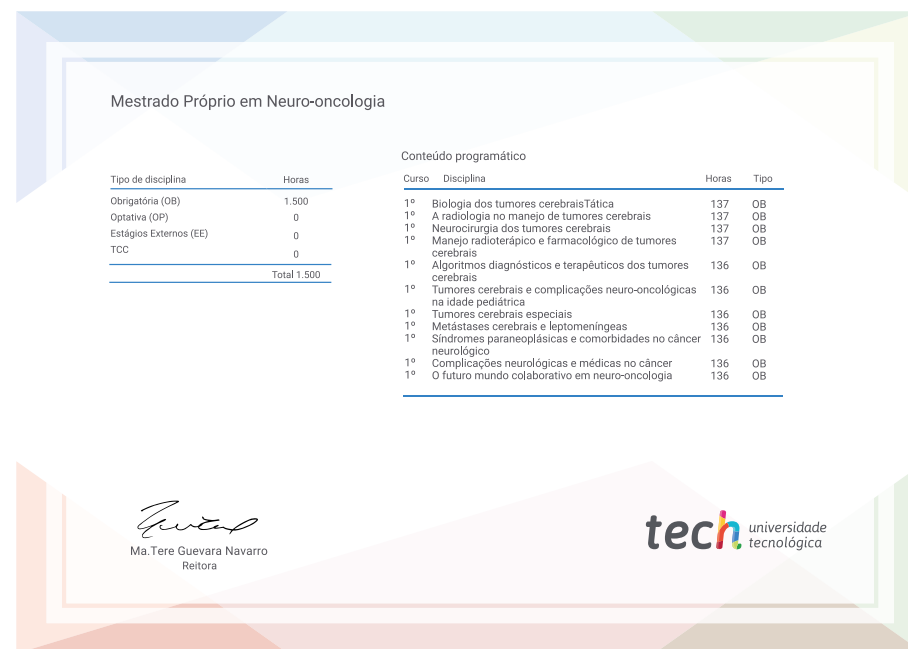 Mestrado Próprio em Neuro-oncologia
Tipo de disciplina Horas
Obrigatória (OB) 1.500
Optativa (OP) 0
Estágios Externos (EE) 0
TCC 0
Total 1.500
Conteúdo programático
Curso Disciplina Horas Tipo
1º Biologia dos tumores cerebraisTática 137 OB
1º A radiologia no manejo de tumores cerebrais 137 OB
1º Neurocirurgia dos tumores cerebrais 137 OB
1º Manejo radioterápico e farmacológico de tumores 137 OB
cerebrais
1º Algoritmos diagnósticos e terapêuticos dos tumores 136 OB
cerebrais
1º Tumores cerebrais e complicações neuro-oncológicas 136 OB
na idade pediátrica
1º Tumores cerebrais especiais 136 OB
1º Metástases cerebrais e leptomeníngeas 136 OB
1º Síndromes paraneoplásicas e comorbidades no câncer 136 OB
neurológico
1º Complicações neurológicas e médicas no câncer 136 OB
1º O futuro mundo colaborativo em neuro-oncologia 136 OB
Ma.Tere Guevara Navarro
Reitora
tech universidade
tecnológica